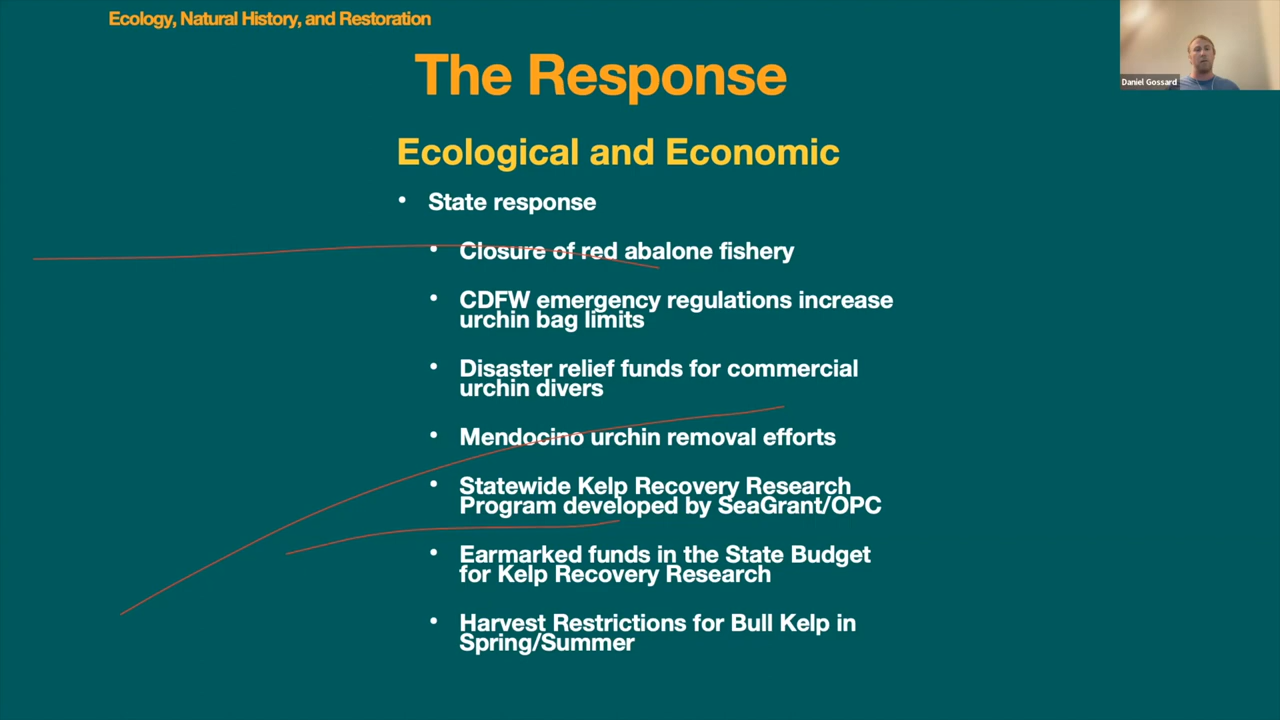 Ecology, Natural History, and Restoration
The Response
Daniel Gossard
Ecological and Economic
• State response
• Closure of red abalone fishery
• CDFW emergency regulations increase
urchin bag limits
• Disaster relief funds for commercial
urchin divers
• Mendocino urchin removal efforts
• Statewide Kelp Recovery Research
Program developed by SeaGrant/OPC
• Earmarked funds in the State Budget
for Kelp Recovery Research
• Harvest Restrictions for Bull Kelp in
Spring/Summer